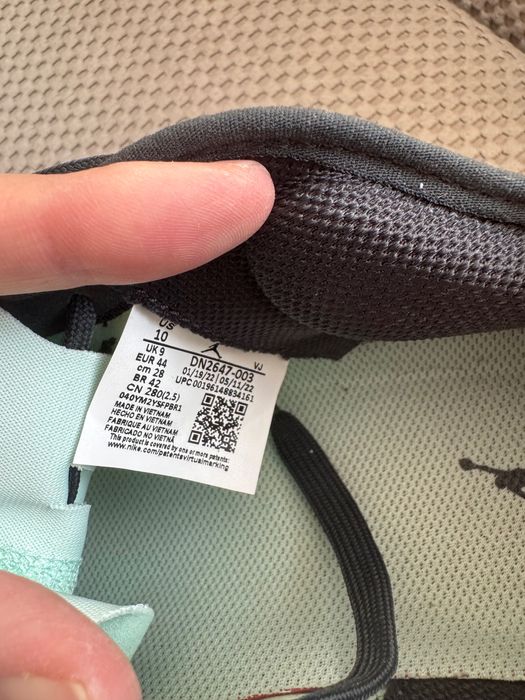 US
10
UK 9
EUR 44
cm 28
BR 42
CN 280(2.5)
VJ
DN2647-003
01/19/22 05/11/22
UPC 00196148834161
040YM2YSFPBR1
MADE IN VIETNAM
HECHO EN VIETNAM
FABRIQUE AU VIETNAM
FABRICADO NO VIETNÃ
This product is covered by one or more patents:
www.nike.com/patentsvirtualmarking